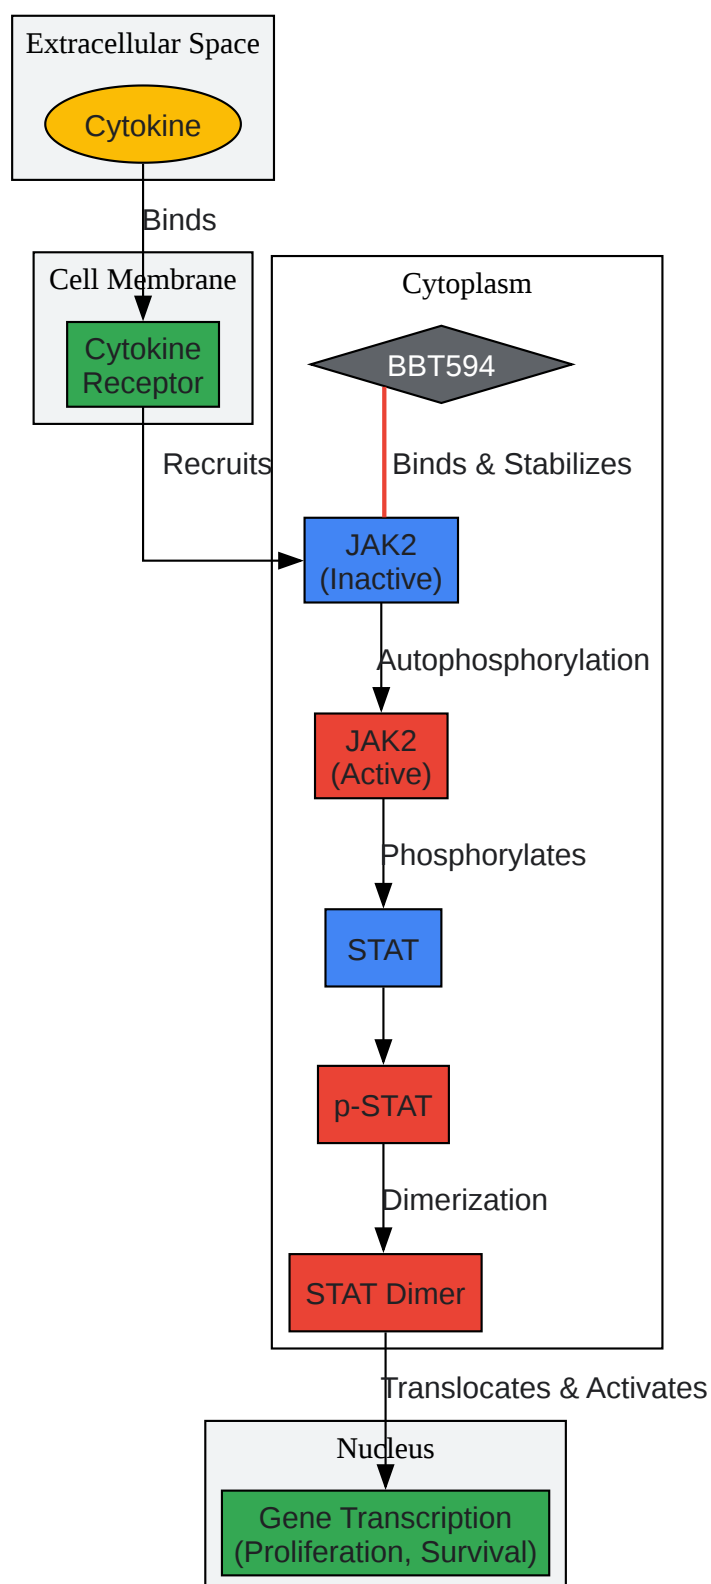 Extracellular Space
Cytokine
Binds
Cell Membrane
Cytokine
Receptor
Recruits
Cytoplasm
BBT594
Binds & Stabilizes
JAK2
(Inactive)
Autophosphorylation
JAK2
(Active)
Phosphorylates
STAT
p-STAT
Dimerization
STAT Dimer
Translocates & Activates
Nucleus
Gene Transcription
(Proliferation, Survival)